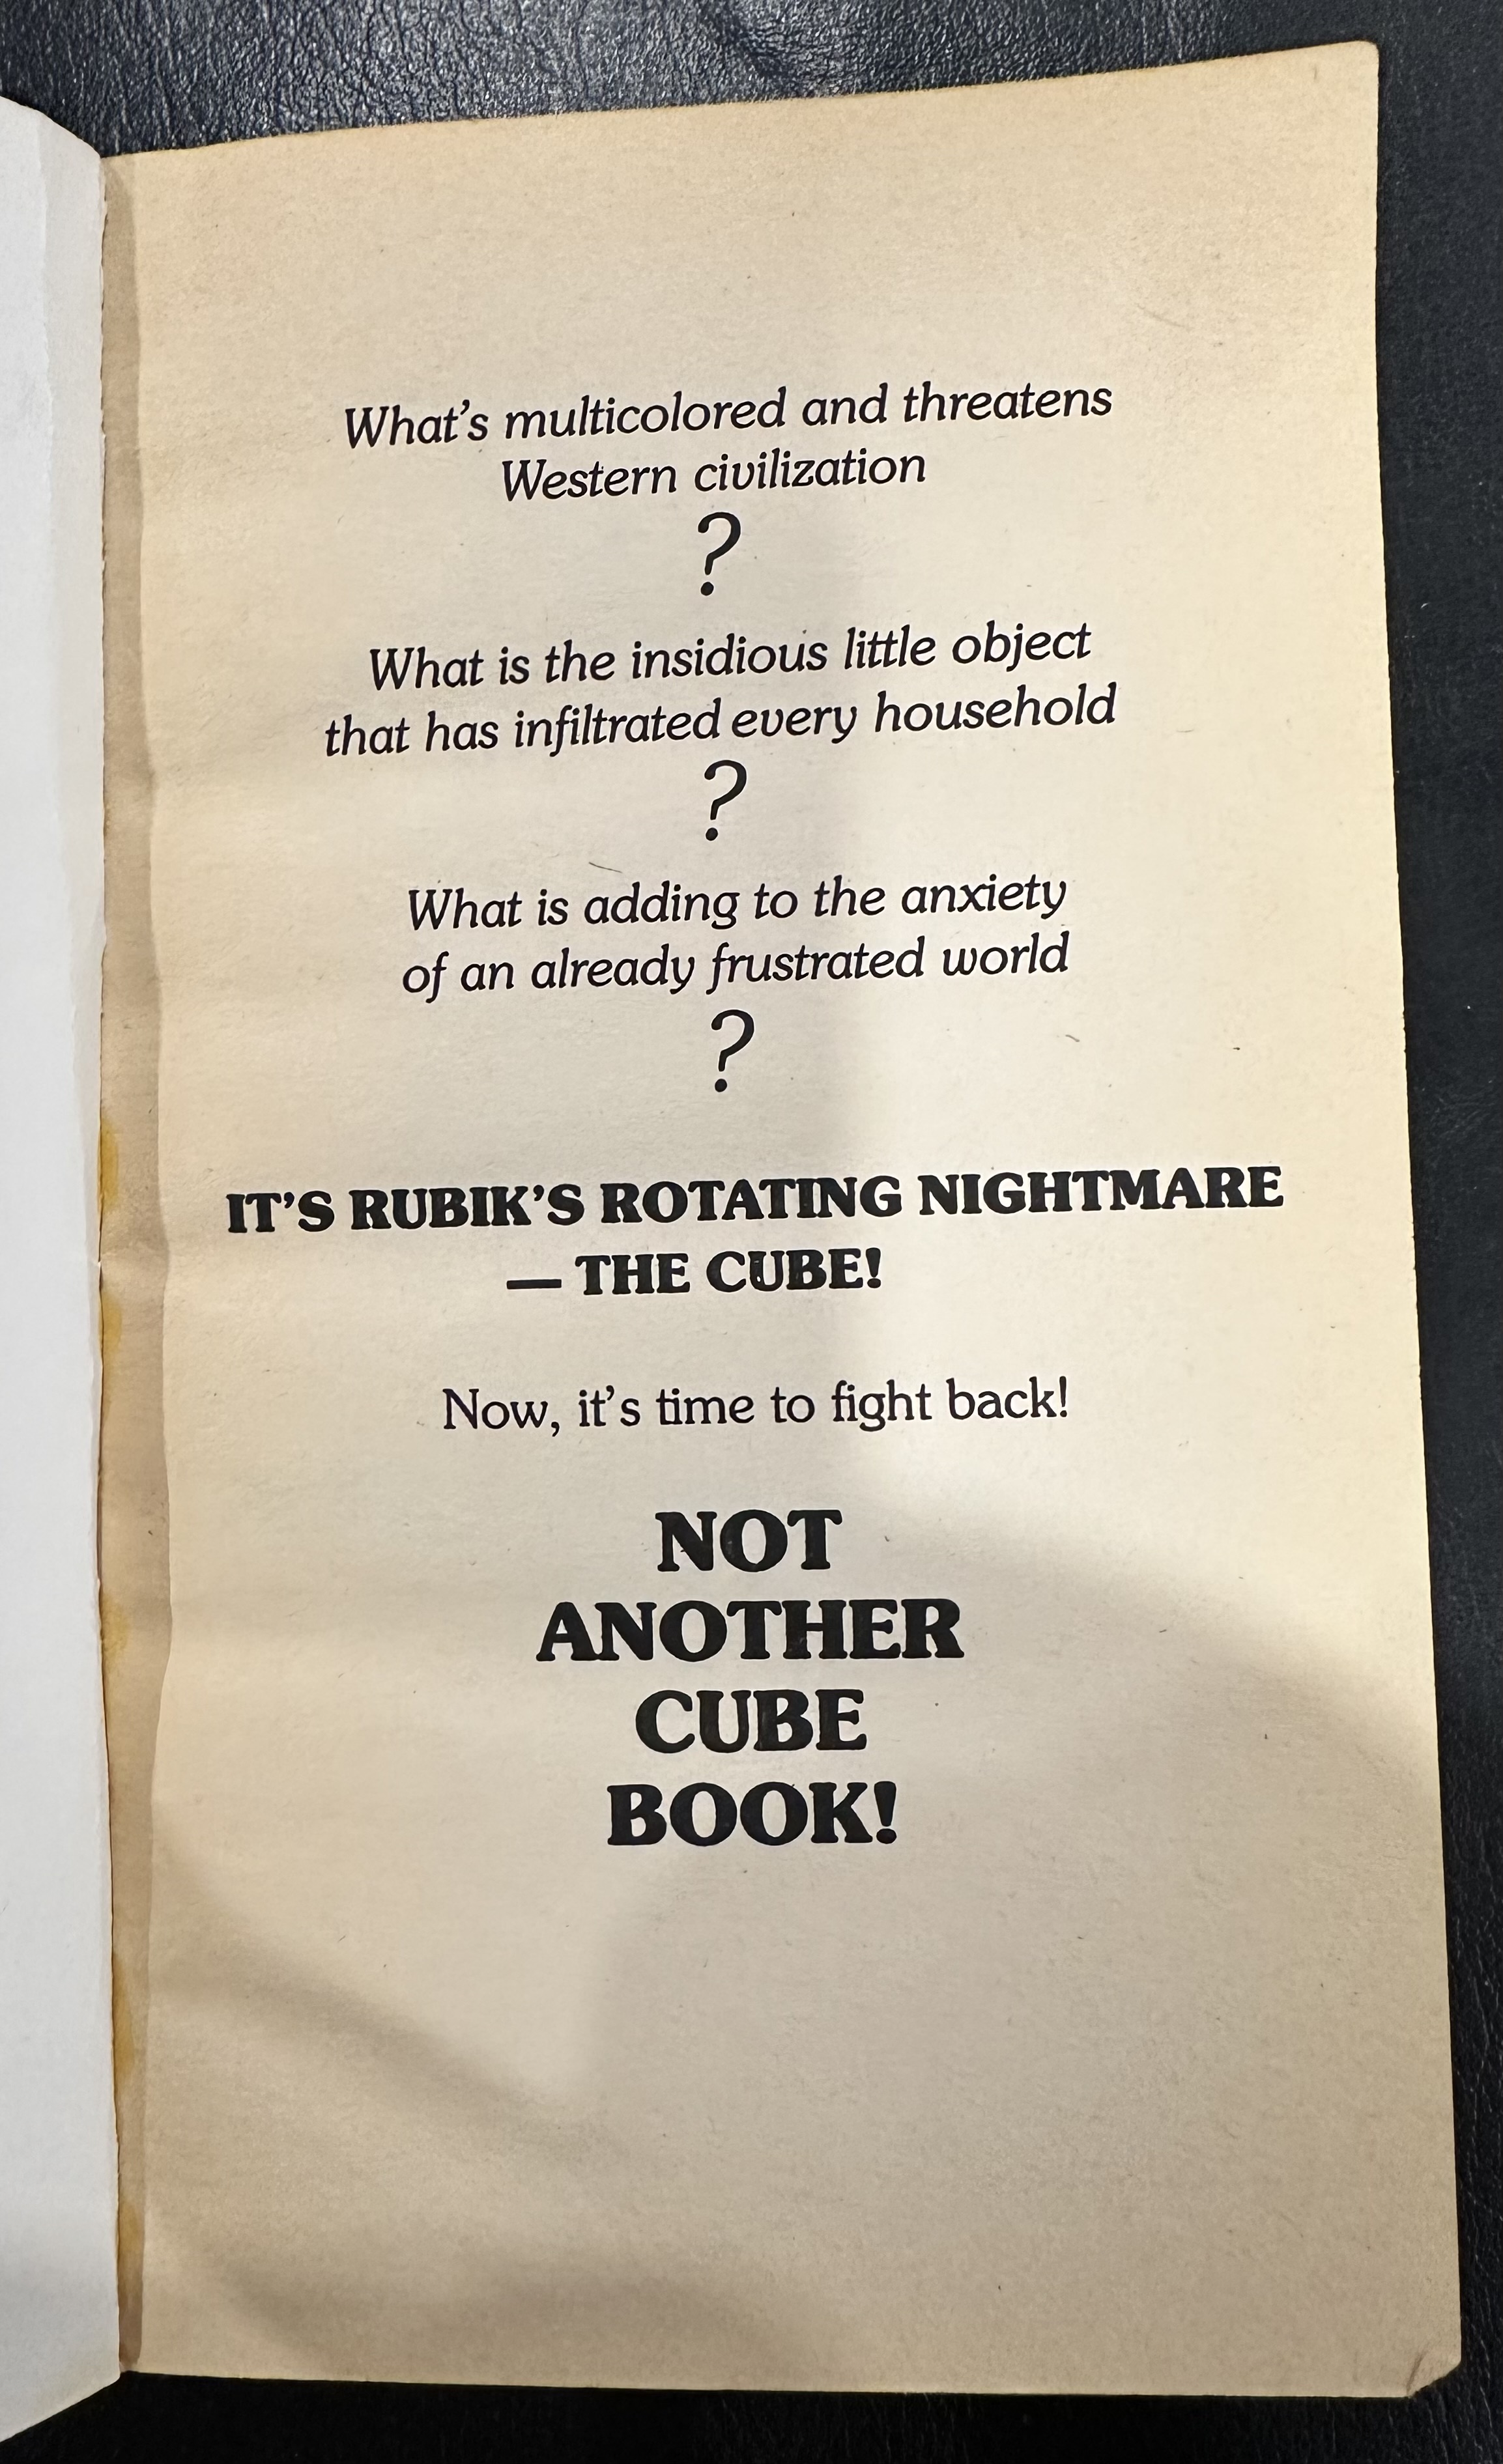 What’s multicolored and threatens
Western civilization
?
What is the insidious little object
that has infiltrated every household
?
What is adding to the anxiety
of an already frustrated world
?
IT’S RUBIK’S ROTATING NIGHTMARE
— THE CUBE!
Now, it’s time to fight back!
NOT
ANOTHER
CUBE
BOOK!